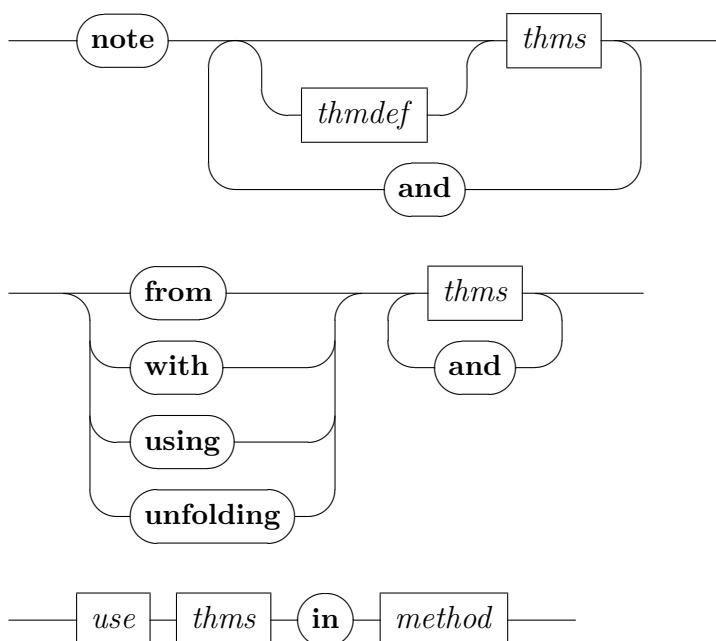 note thms
thmdef
and
from thms
with and
using
unfolding
use thms in method